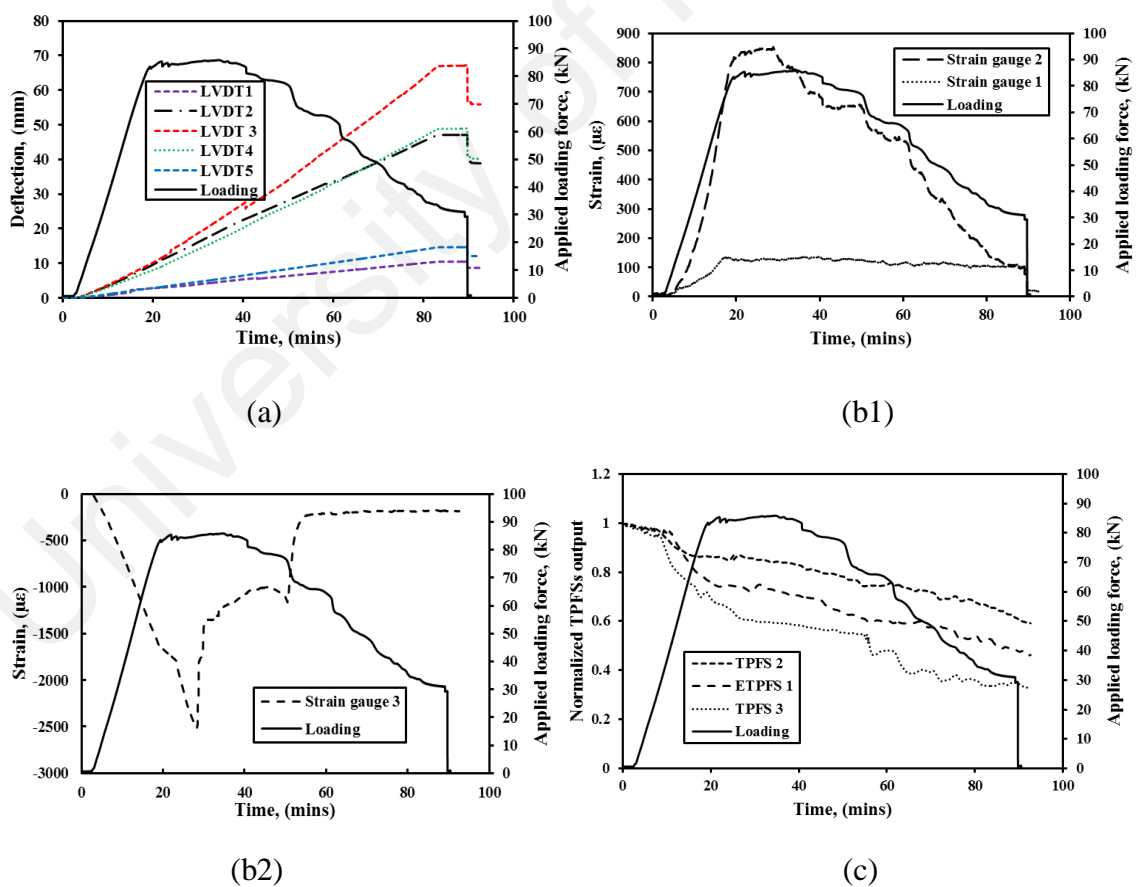 University of
80
70
60
50
40
30
20
10
0
Deflection, (mm)
LVDT1
LVDT2
LVDT 3
LVDT4
LVDT5
Loading
100
90
80
70
60
50
40
30
20
10
0
Applied loading force, (kN)
0 20 40 60 80 100
Time, (mins)
(a)
900
800
700
600
500
400
300
200
100
0
Strain, (µε)
Strain gauge 2
Strain gauge 1
Loading
100
90
80
70
60
50
40
30
20
10
0
Applied loading force, (kN)
0 20 40 60 80 100
Time, (mins)
(b1)
0
-500
-1000
-1500
-2000
-2500
-3000
Strain, (µε)
Strain gauge 3
Loading
100
90
80
70
60
50
40
30
20
10
0
Applied loading force, (kN)
0 20 40 60 80 100
Time, (mins)
(b2)
1.2
1
0.8
0.6
0.4
0.2
0
Normalized TPFSs output
TPFS 2
ETPFS 1
TPFS 3
Loading
100
90
80
70
60
50
40
30
20
10
0
Applied loading force, (kN)
0 20 40 60 80 100
Time, (mins)
(c)